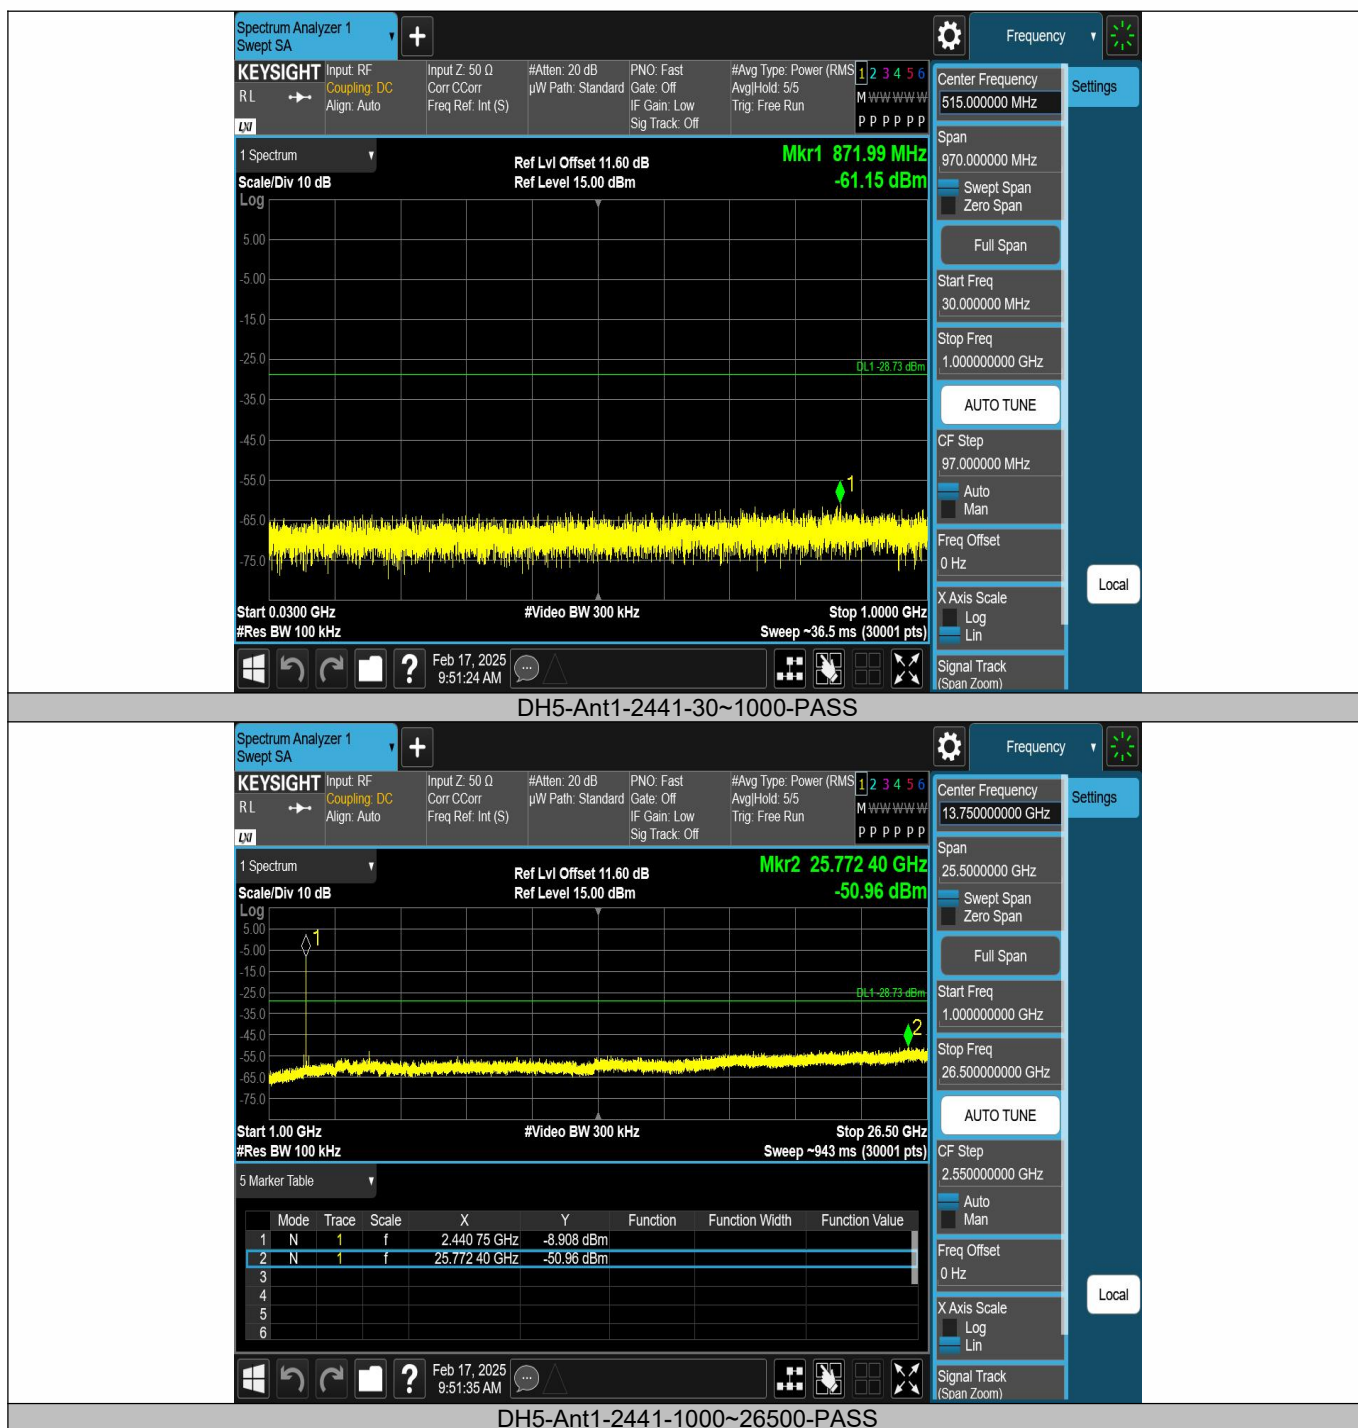 Spectrum Analyzer 1
Swept SA
+
Frequency
KEYSIGHT
RL
LXI
Input: RF
Coupling: DC
Align: Auto
Input Z: 50 Ω
Corr CCorr
Freq Ref: Int (S)
#Atten: 20 dB
µW Path: Standard
PNO: Fast
Gate: Off
IF Gain: Low
Sig Track: Off
#Avg Type: Power (RMS
Avg|Hold: 5/5
Trig: Free Run
1 2 3 4 5 6
M W W W W W
P P P P P P
1 Spectrum
Scale/Div 10 dB
Ref Lvl Offset 11.60 dB
Ref Level 15.00 dBm
Mkr1 871.99 MHz
-61.15 dBm
Log
5.00
-5.00
-15.0
-25.0
DL1 -28.73 dBm
-35.0
-45.0
-55.0
1
-65.0
-75.0
Start 0.0300 GHz
#Video BW 300 kHz
Stop 1.0000 GHz
#Res BW 100 kHz
Sweep ~36.5 ms (30001 pts)
?
Feb 17, 2025
9:51:24 AM
Center Frequency
515.000000 MHz
Settings
Span
970.000000 MHz
Swept Span
Zero Span
Full Span
Start Freq
30.000000 MHz
Stop Freq
1.000000000 GHz
AUTO TUNE
CF Step
97.000000 MHz
Auto
Man
Freq Offset
0 Hz
Local
X Axis Scale
Log
Lin
Signal Track
(Span Zoom)
DH5-Ant1-2441-30~1000-PASS
Spectrum Analyzer 1
Swept SA
+
Frequency
KEYSIGHT
RL
LXI
Input: RF
Coupling: DC
Align: Auto
Input Z: 50 Ω
Corr CCorr
Freq Ref: Int (S)
#Atten: 20 dB
µW Path: Standard
PNO: Fast
Gate: Off
IF Gain: Low
Sig Track: Off
#Avg Type: Power (RMS
Avg|Hold: 5/5
Trig: Free Run
1 2 3 4 5 6
M W W W W W
P P P P P P
1 Spectrum
Scale/Div 10 dB
Ref Lvl Offset 11.60 dB
Ref Level 15.00 dBm
Mkr2 25.772 40 GHz
-50.96 dBm
Log
5.00
1
-5.00
-15.0
-25.0
DL1 -28.73 dBm
-35.0
2
-45.0
-55.0
-65.0
-75.0
Start 1.00 GHz
#Video BW 300 kHz
Stop 26.50 GHz
#Res BW 100 kHz
Sweep ~943 ms (30001 pts)
5 Marker Table
Mode Trace Scale X Y Function Function Width Function Value
1 N 1 f 2.440 75 GHz -8.908 dBm
2 N 1 f 25.772 40 GHz -50.96 dBm
3
4
5
6
?
Feb 17, 2025
9:51:35 AM
Center Frequency
13.750000000 GHz
Settings
Span
25.5000000 GHz
Swept Span
Zero Span
Full Span
Start Freq
1.000000000 GHz
Stop Freq
26.500000000 GHz
AUTO TUNE
CF Step
2.550000000 GHz
Auto
Man
Freq Offset
0 Hz
Local
X Axis Scale
Log
Lin
Signal Track
(Span Zoom)
DH5-Ant1-2441-1000~26500-PASS